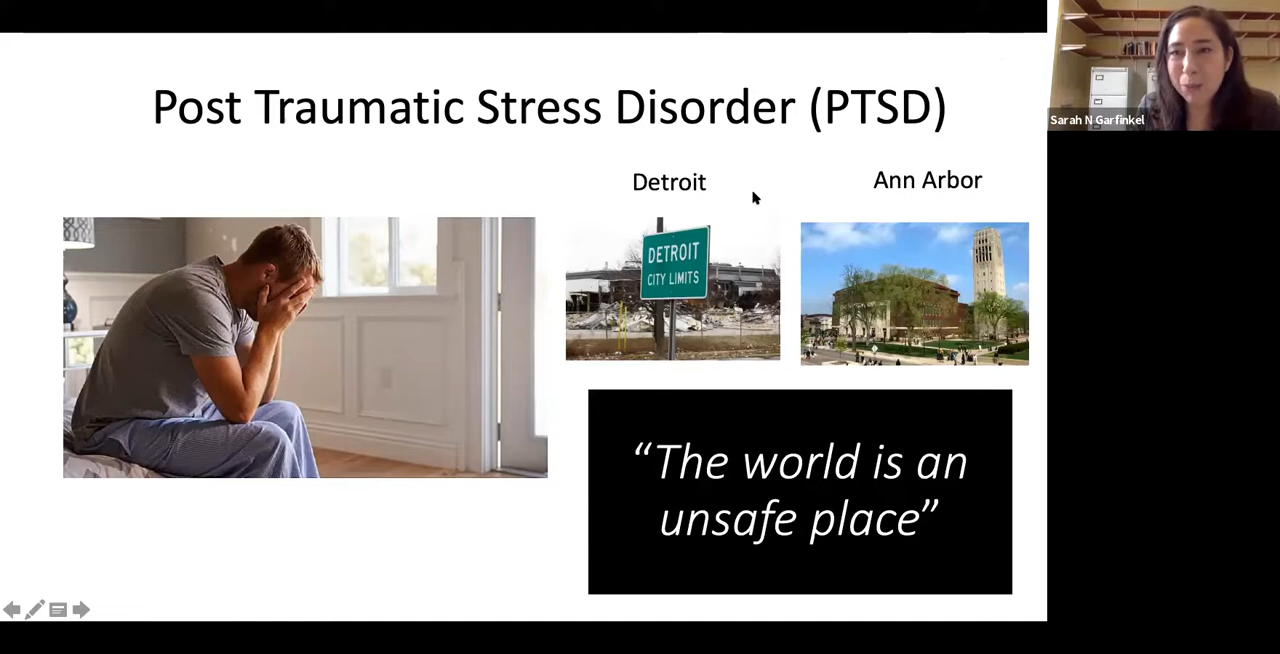 Post Traumatic Stress Disorder (PTSD)
Sarah N Garfinkel
Detroit
Ann Arbor
DETROIT
CITY LIMITS
“The world is an
unsafe place”